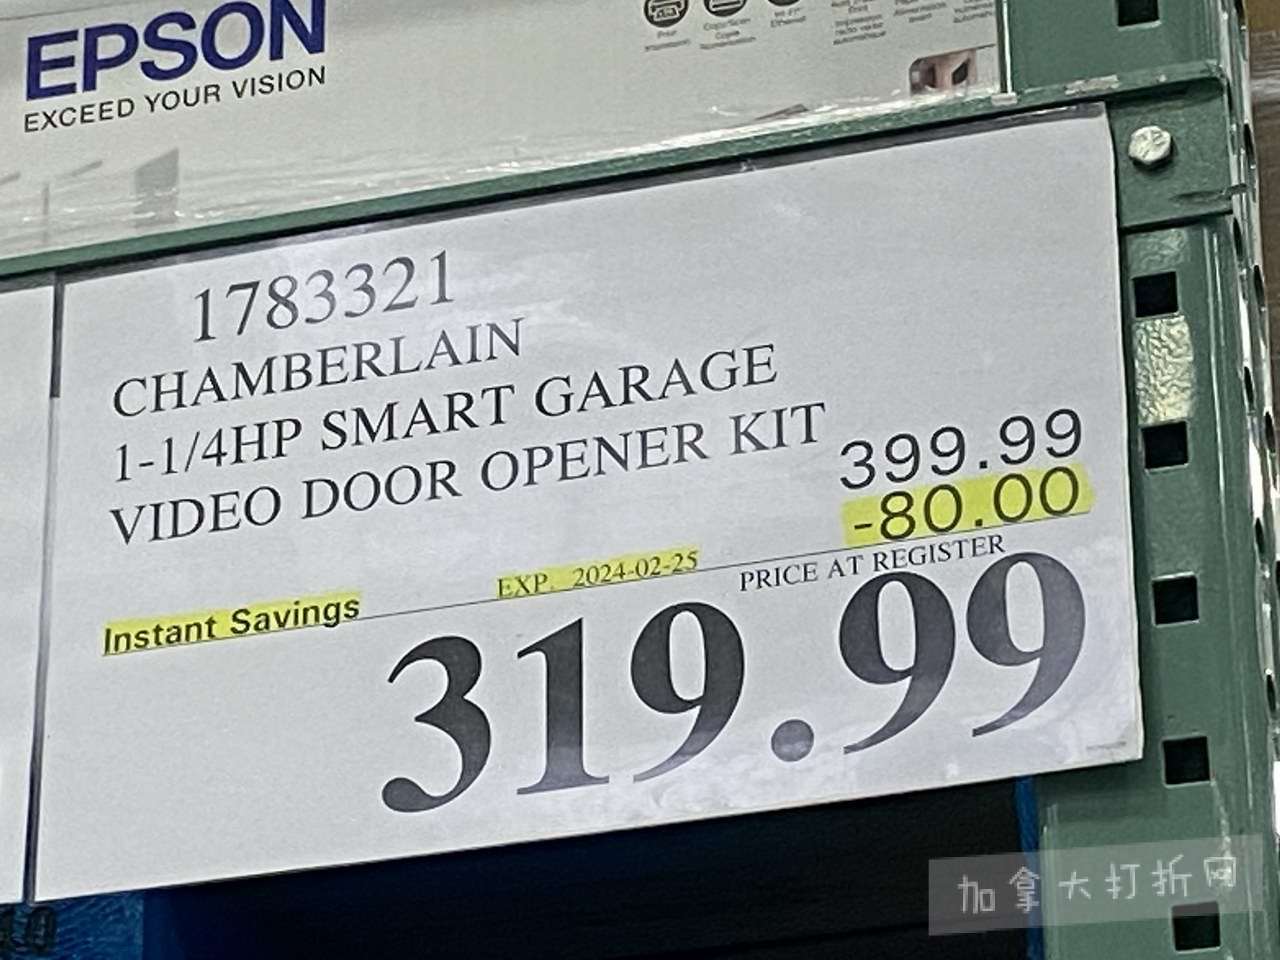 EPSON
EXCEED YOUR VISION
1783321
CHAMBERLAIN
1-1/4HP SMART GARAGE
VIDEO DOOR OPENER KIT
399.99
-80.00
Instant Savings
EXP. 2024-02-25
PRICE AT REGISTER
319.99
加拿大打折网